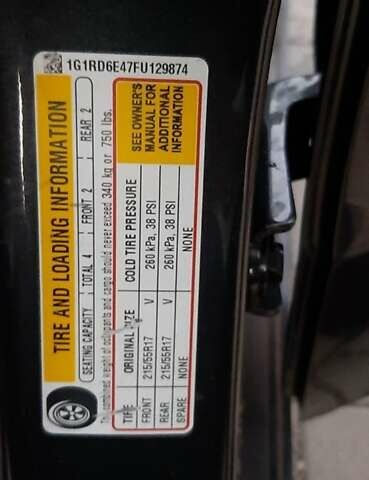 1G1RD6E47FU129874
TIRE AND LOADING INFORMATION
SEATING CAPACITY TOTAL 4 FRONT 2 REAR 2
The combined weight of occupants and cargo should never exceed 340 kg or 750 lbs.
TIRE ORIGINAL SIZE COLD TIRE PRESSURE
FRONT 215/55R17 V 260 kPa, 38 PSI
REAR 215/55R17 V 260 kPa, 38 PSI
SPARE NONE NONE
SEE OWNER'S
MANUAL FOR
ADDITIONAL
INFORMATION